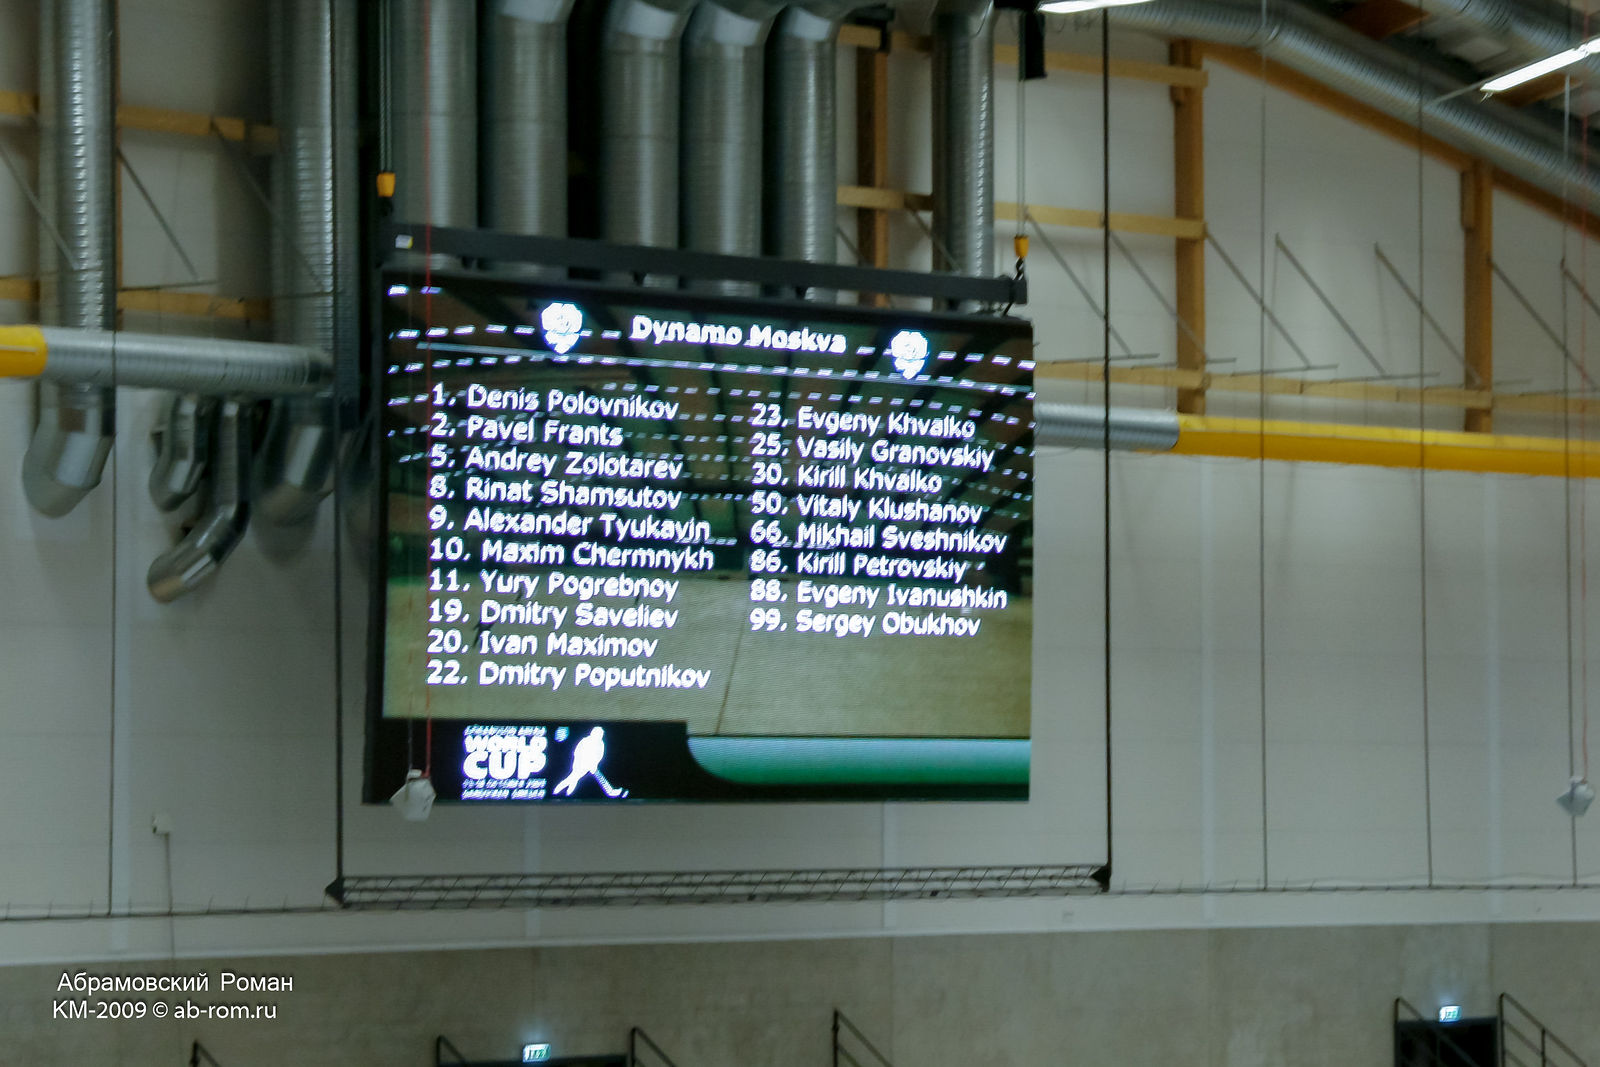 Dynamo Moskva
1. Denis Polovnikov
2. Pavel Frants
5. Andrey Zolotarev
8. Rinat Shamsutov
9. Alexander Tyukavin
10. Maxim Chermnykh
11. Yury Pogrebnoy
19. Dmitry Saveliev
20. Ivan Maximov
22. Dmitry Poputnikov
23. Evgeny Khvalko
25. Vasily Granovskiy
30. Kirill Khvalko
50. Vitaly Klushanov
66. Mikhail Sveshnikov
86. Kirill Petrovskiy
88. Evgeny Ivanushkin
99. Sergey Obukhov
WORLD
CUP
Абрамовский Роман
KM-2009 © ab-rom.ru